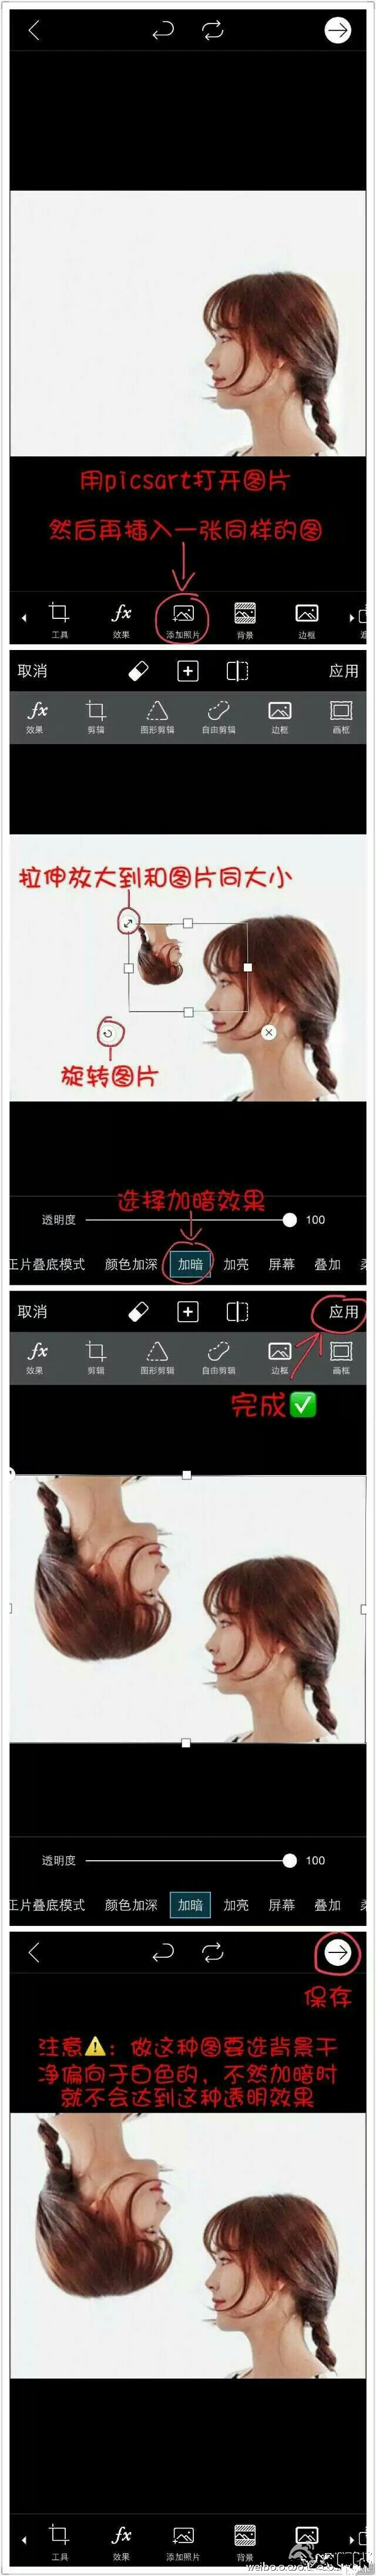 用picsart打开图片
然后再插入一张同样的图
工具 效果 添加照片 背景 边框
取消 应用
效果 剪辑 图形剪辑 自由剪辑 边框 画框
拉伸放大到和图片同大小
旋转图片
选择加暗效果
透明度 100
正片叠底模式 颜色加深 加暗 加亮 屏幕 叠加
取消 应用
效果 剪辑 图形剪辑 自由剪辑 边框 画框
完成
透明度 100
正片叠底模式 颜色加深 加暗 加亮 屏幕 叠加
保存
注意⚠️：做这种图要选背景干
净偏向于白色的，不然加暗时
就不会达到这种透明效果
工具 效果 添加照片 背景 边框